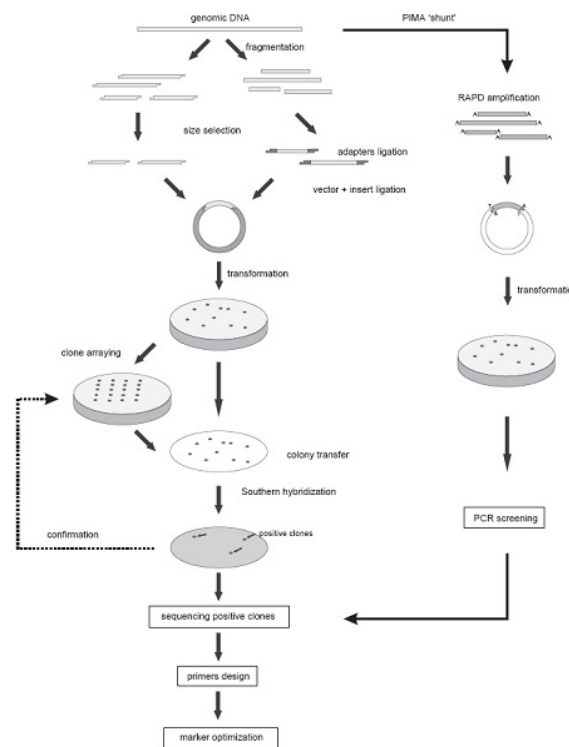 genomic DNA
PIMA 'shunt'
fragmentation
RAPD amplification
A
A
A
A
A
A
size selection
adapters ligation
vector + insert ligation
transformation
transformati
clone arraying
colony transfer
Southern hybridization
PCR screening
confirmation
positive clones
sequencing positive clones
primers design
marker optimization